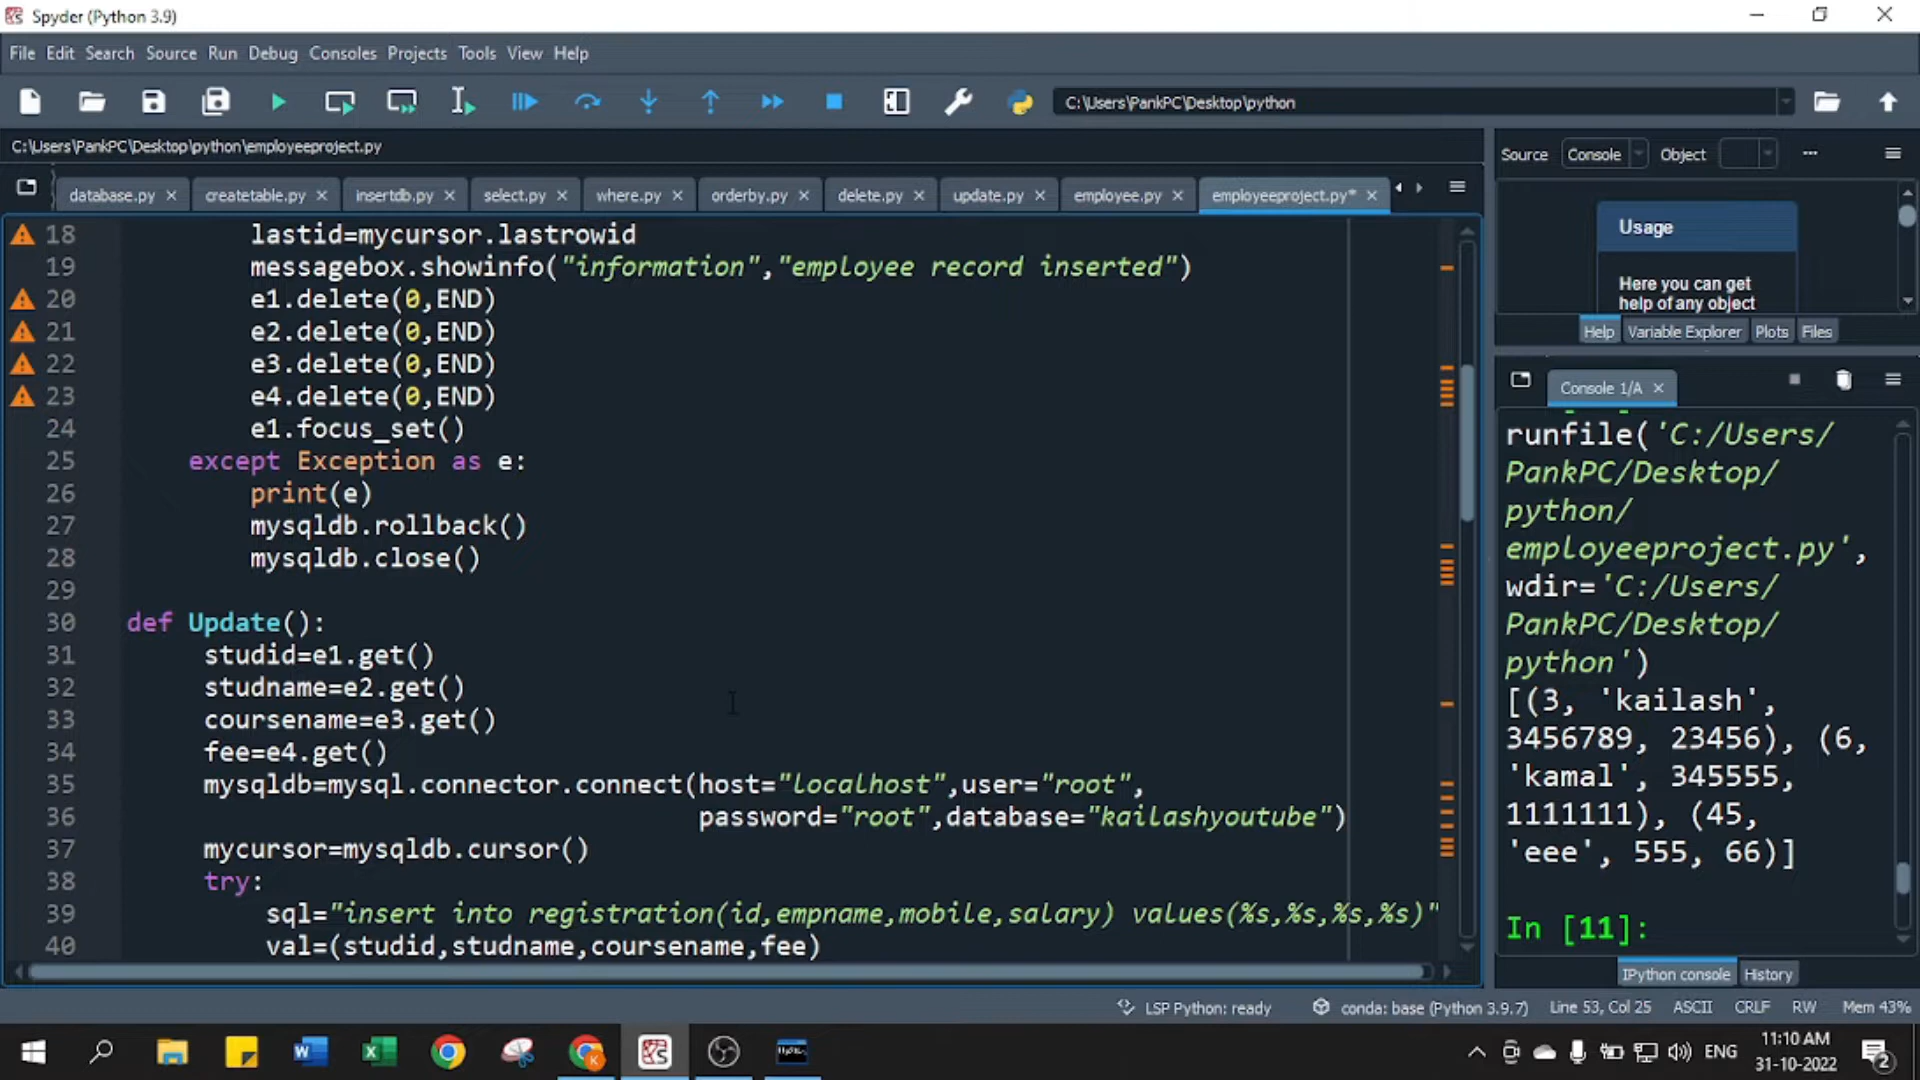 Spyder (Python 3.9)
File Edit Search Source Run Debug Consoles Projects Tools View Help
C:\Users\PankPC\Desktop\python
C:\Users\PankPC\Desktop\python\employeeproject.py
database.py createtable.py insertdb.py select.py where.py orderby.py delete.py update.py employee.py employeeproject.py*
18 lastid=mycursor.lastrowid
19 messagebox.showinfo("information","employee record inserted")
20 e1.delete(0,END)
21 e2.delete(0,END)
22 e3.delete(0,END)
23 e4.delete(0,END)
24 e1.focus_set()
25 except Exception as e:
26 print(e)
27 mysqldb.rollback()
28 mysqldb.close()
29
30 def Update():
31 studid=e1.get()
32 studname=e2.get()
33 coursename=e3.get()
34 fee=e4.get()
35 mysqldb=mysql.connector.connect(host="localhost",user="root",
36 password="root",database="kailashyoutube")
37 mycursor=mysqldb.cursor()
38 try:
39 sql="insert into registration(id,empname,mobile,salary) values(%s,%s,%s,%s)"
40 val=(studid,studname,coursename,fee)
Source Console Object
Usage
Here you can get
help of any object
Help Variable Explorer Plots Files
Console 1/A
runfile('C:/Users/
PankPC/Desktop/
python/
employeeproject.py',
wdir='C:/Users/
PankPC/Desktop/
python')
[(3, 'kailash',
3456789, 23456), (6,
'kamal', 345555,
1111111), (45,
'eee', 555, 66)]
In [11]:
IPython console History
LSP Python: ready conda: base (Python 3.9.7) Line 53, Col 25 ASCII CRLF RW Mem 43%
ENG
11:10 AM
31-10-2022
2